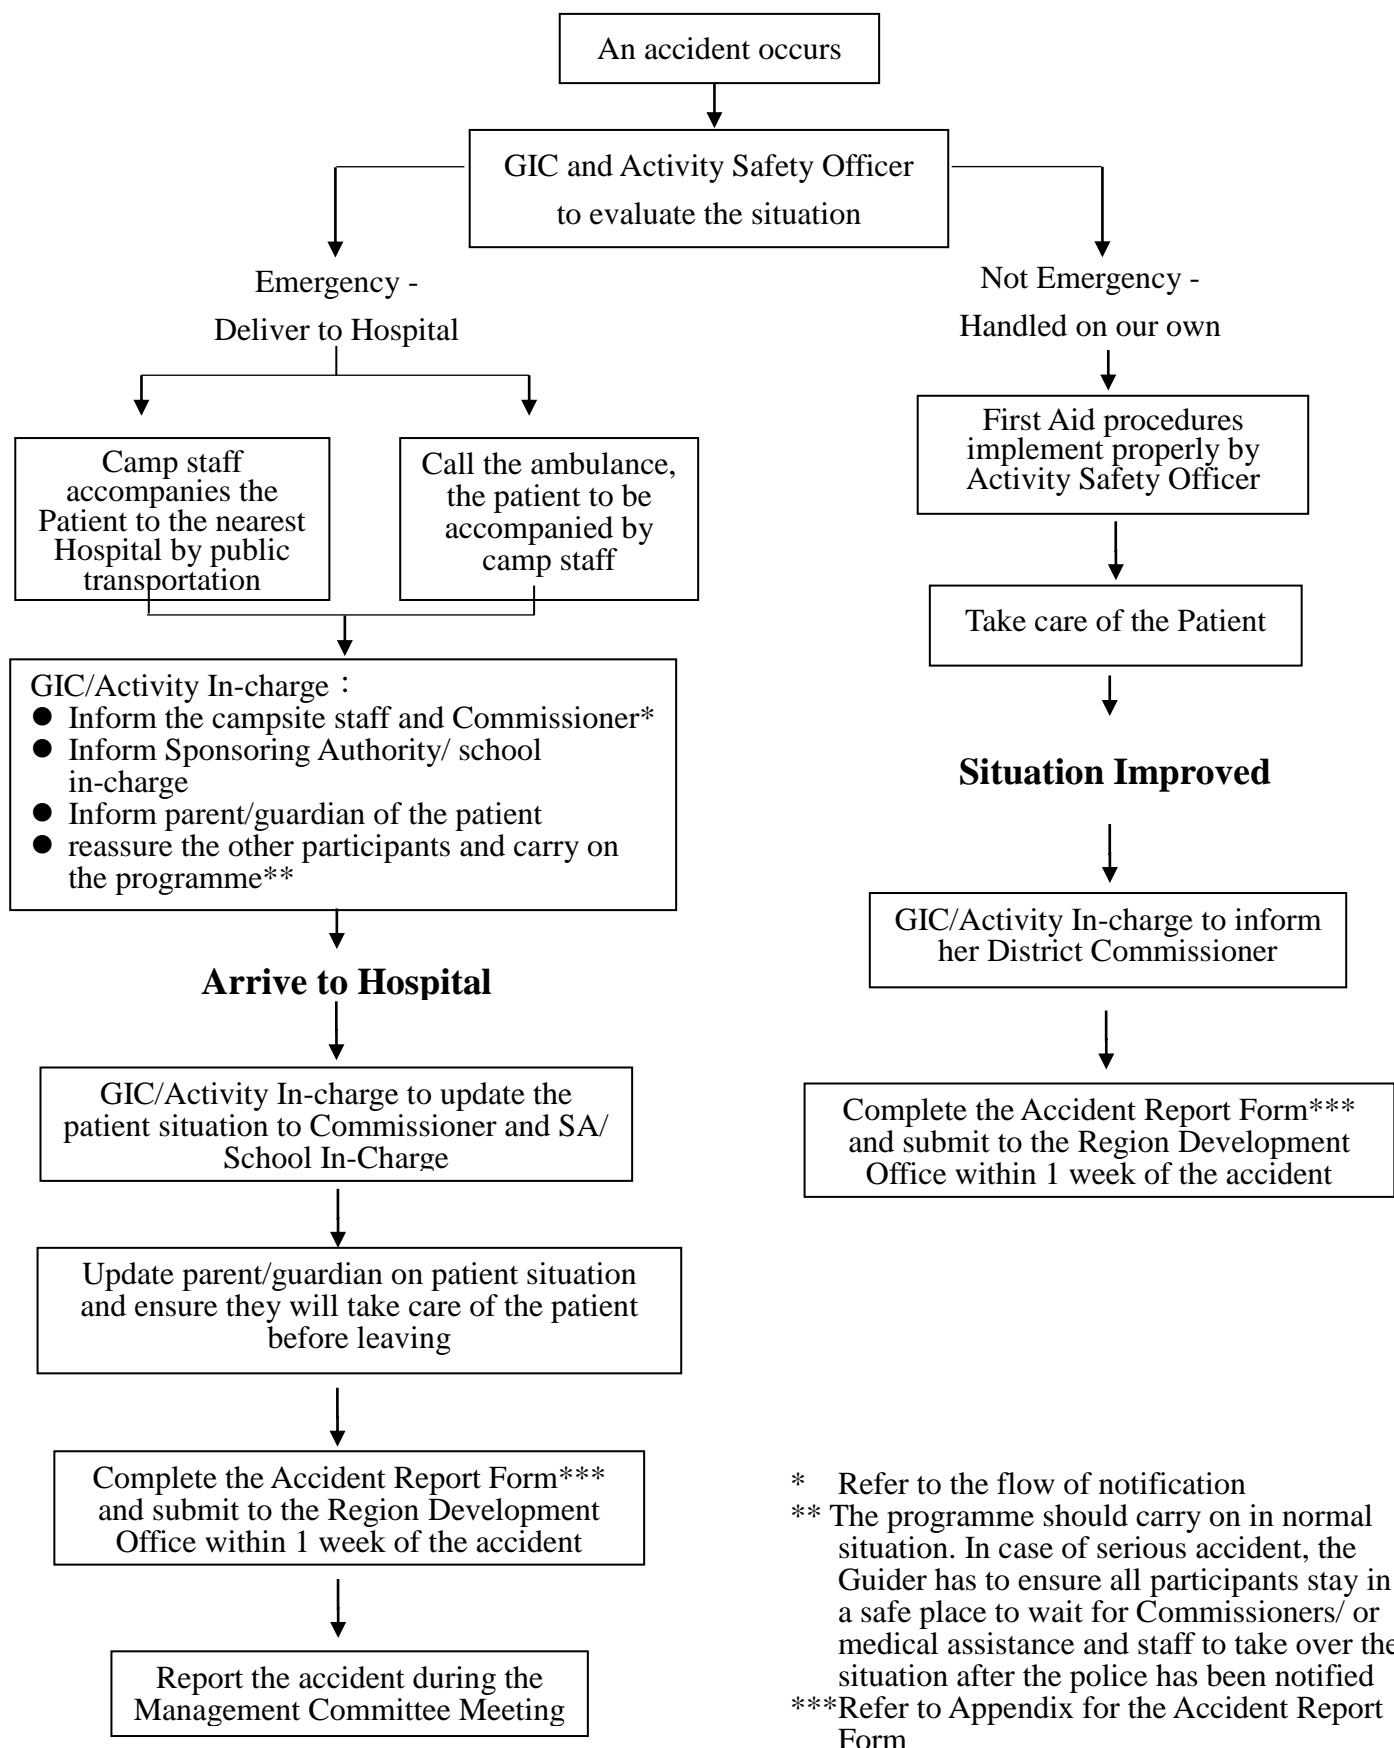 An accident occurs
GIC and Activity Safety Officer
to evaluate the situation
Emergency -
Deliver to Hospital
Not Emergency -
Handled on our own
Camp staff
accompanies the
Patient to the nearest
Hospital by public
transportation
Call the ambulance,
the patient to be
accompanied by
camp staff
First Aid procedures
implement properly by
Activity Safety Officer
Take care of the Patient
GIC/Activity In-charge：
● Inform the campsite staff and Commissioner*
● Inform Sponsoring Authority/ school
in-charge
● Inform parent/guardian of the patient
● reassure the other participants and carry on
the programme**
Situation Improved
GIC/Activity In-charge to inform
her District Commissioner
Arrive to Hospital
GIC/Activity In-charge to update the
patient situation to Commissioner and SA/
School In-Charge
Complete the Accident Report Form***
and submit to the Region Development
Office within 1 week of the accident
Update parent/guardian on patient situation
and ensure they will take care of the patient
before leaving
Complete the Accident Report Form***
and submit to the Region Development
Office within 1 week of the accident
Report the accident during the
Management Committee Meeting
* Refer to the flow of notification
** The programme should carry on in normal
situation. In case of serious accident, the
Guider has to ensure all participants stay in
a safe place to wait for Commissioners/ or
medical assistance and staff to take over the
situation after the police has been notified
***Refer to Appendix for the Accident Report
Form